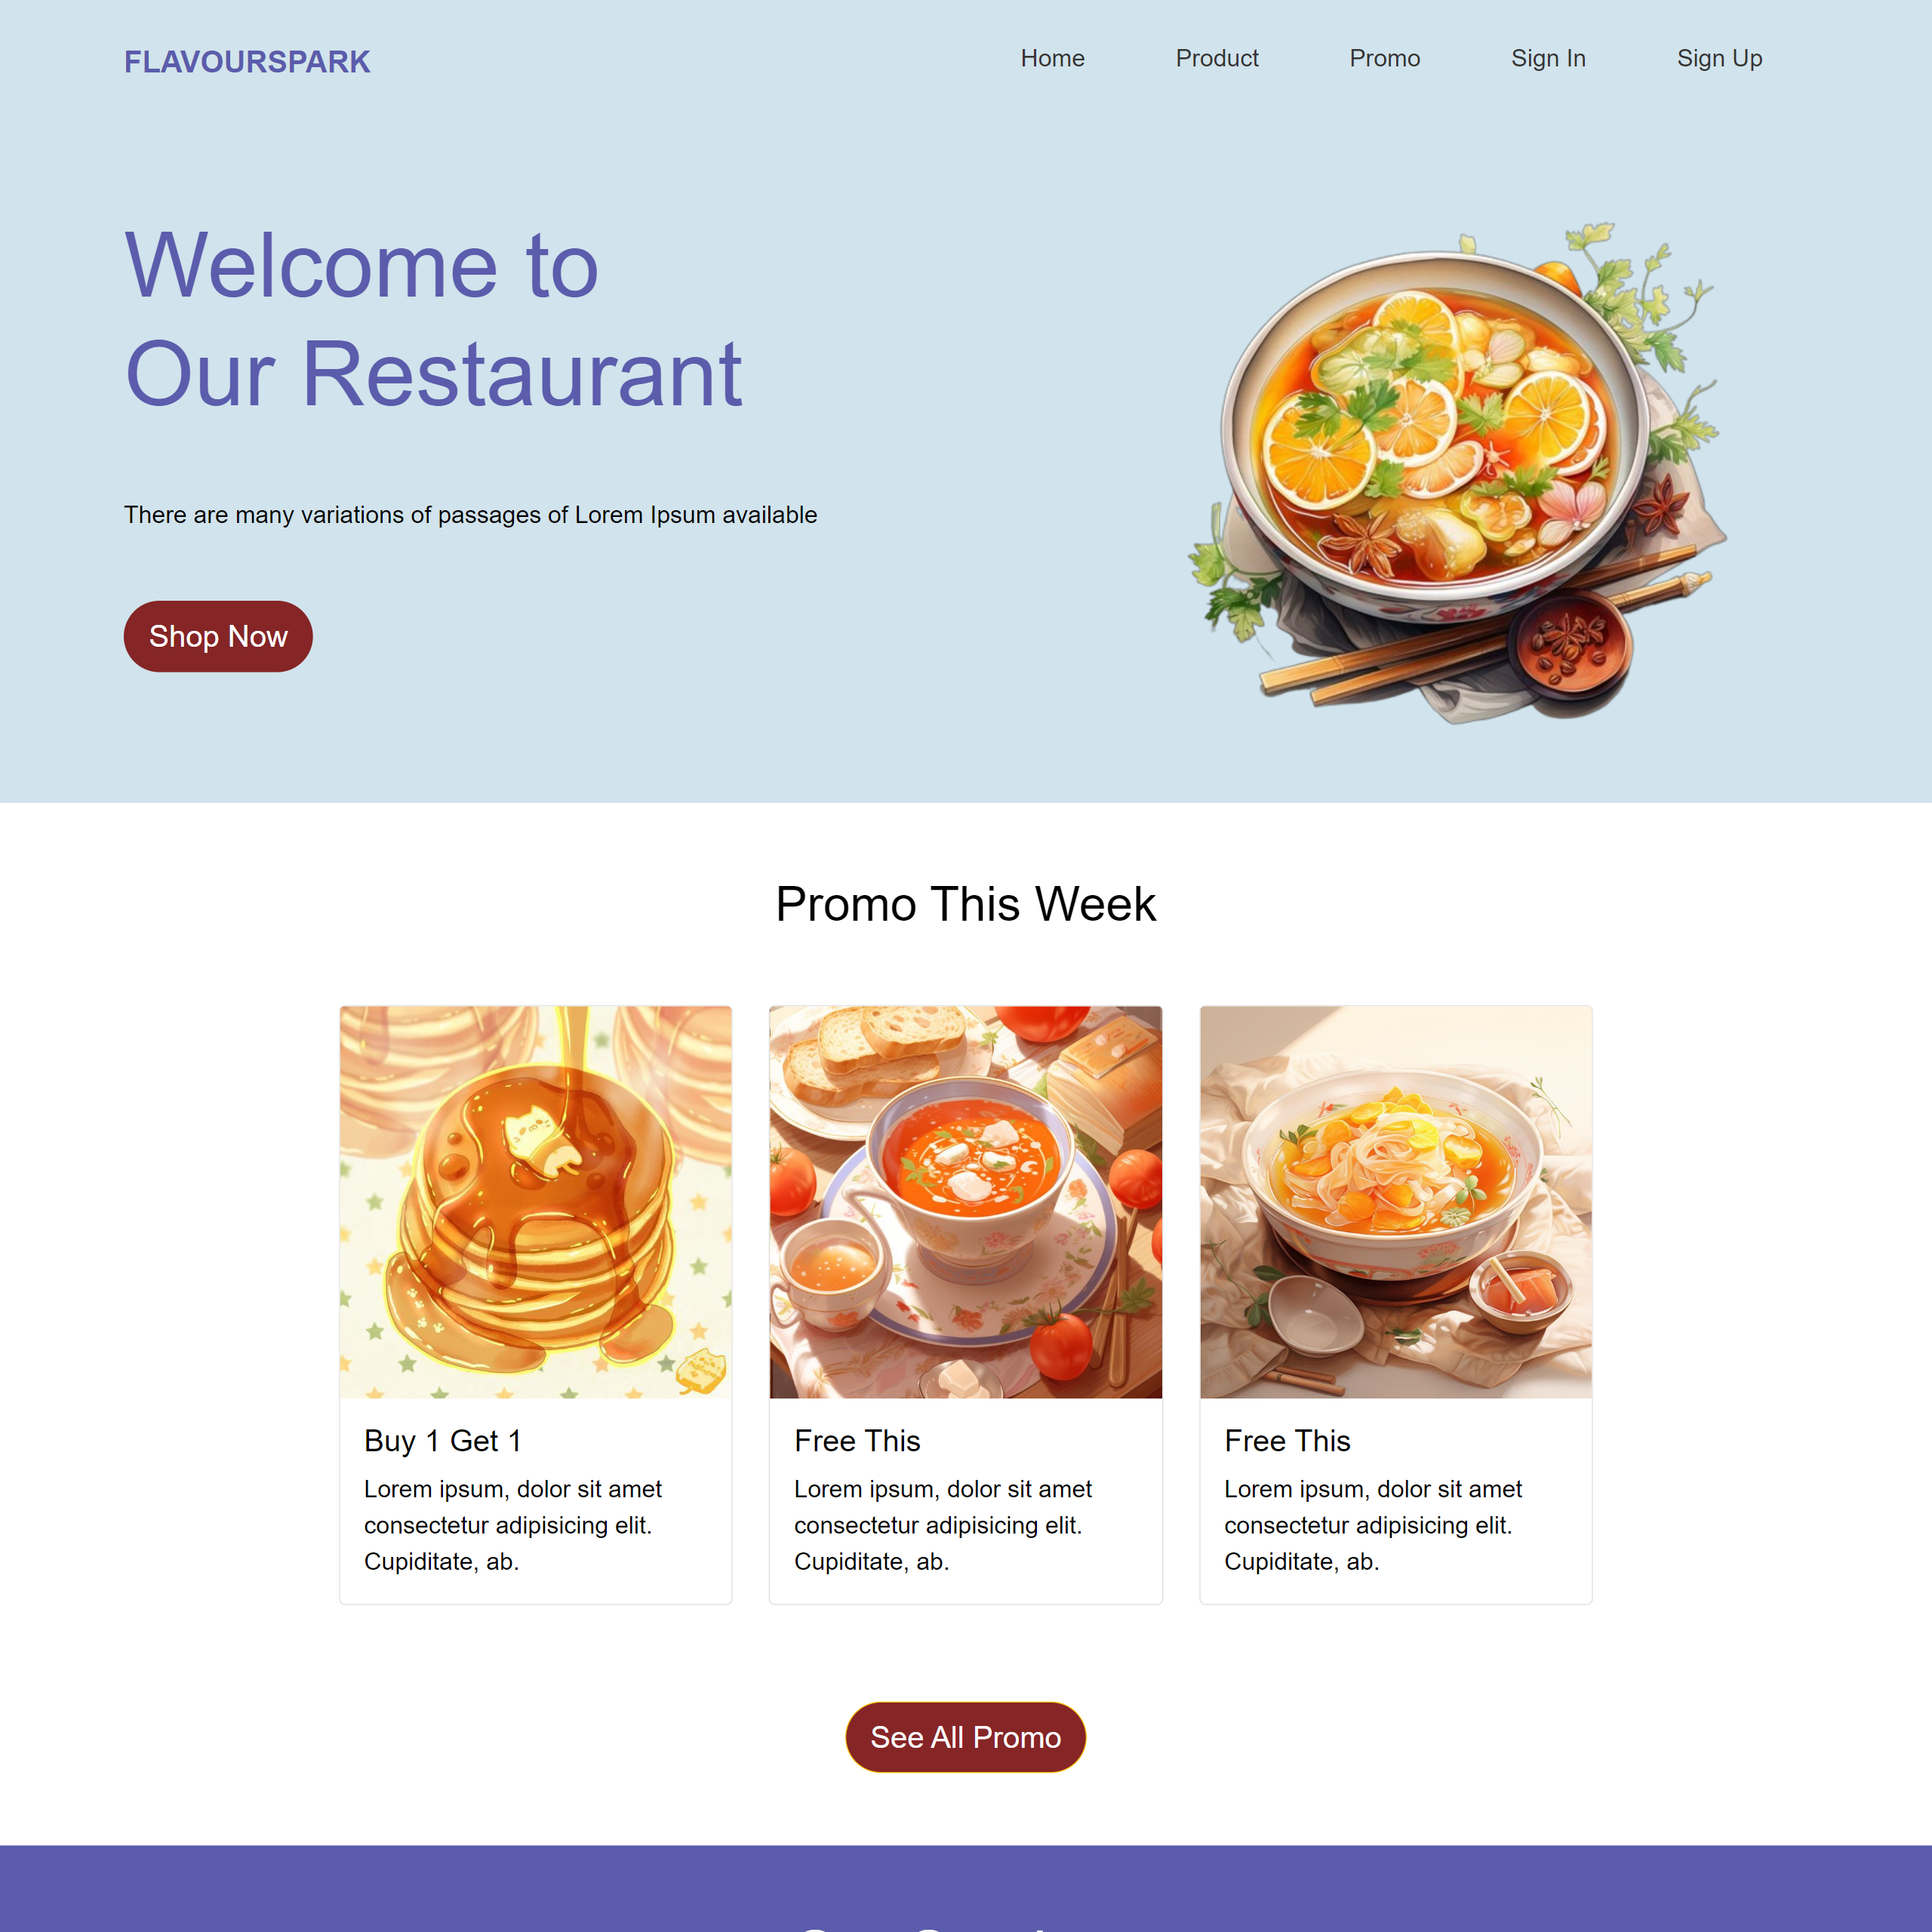 FLAVOURSPARK
Home
Product
Promo
Sign In
Sign Up
Welcome to
Our Restaurant
There are many variations of passages of Lorem Ipsum available
Shop Now
Promo This Week
Buy 1 Get 1
Lorem ipsum, dolor sit amet
consectetur adipisicing elit.
Cupiditate, ab.
Free This
Lorem ipsum, dolor sit amet
consectetur adipisicing elit.
Cupiditate, ab.
Free This
Lorem ipsum, dolor sit amet
consectetur adipisicing elit.
Cupiditate, ab.
See All Promo